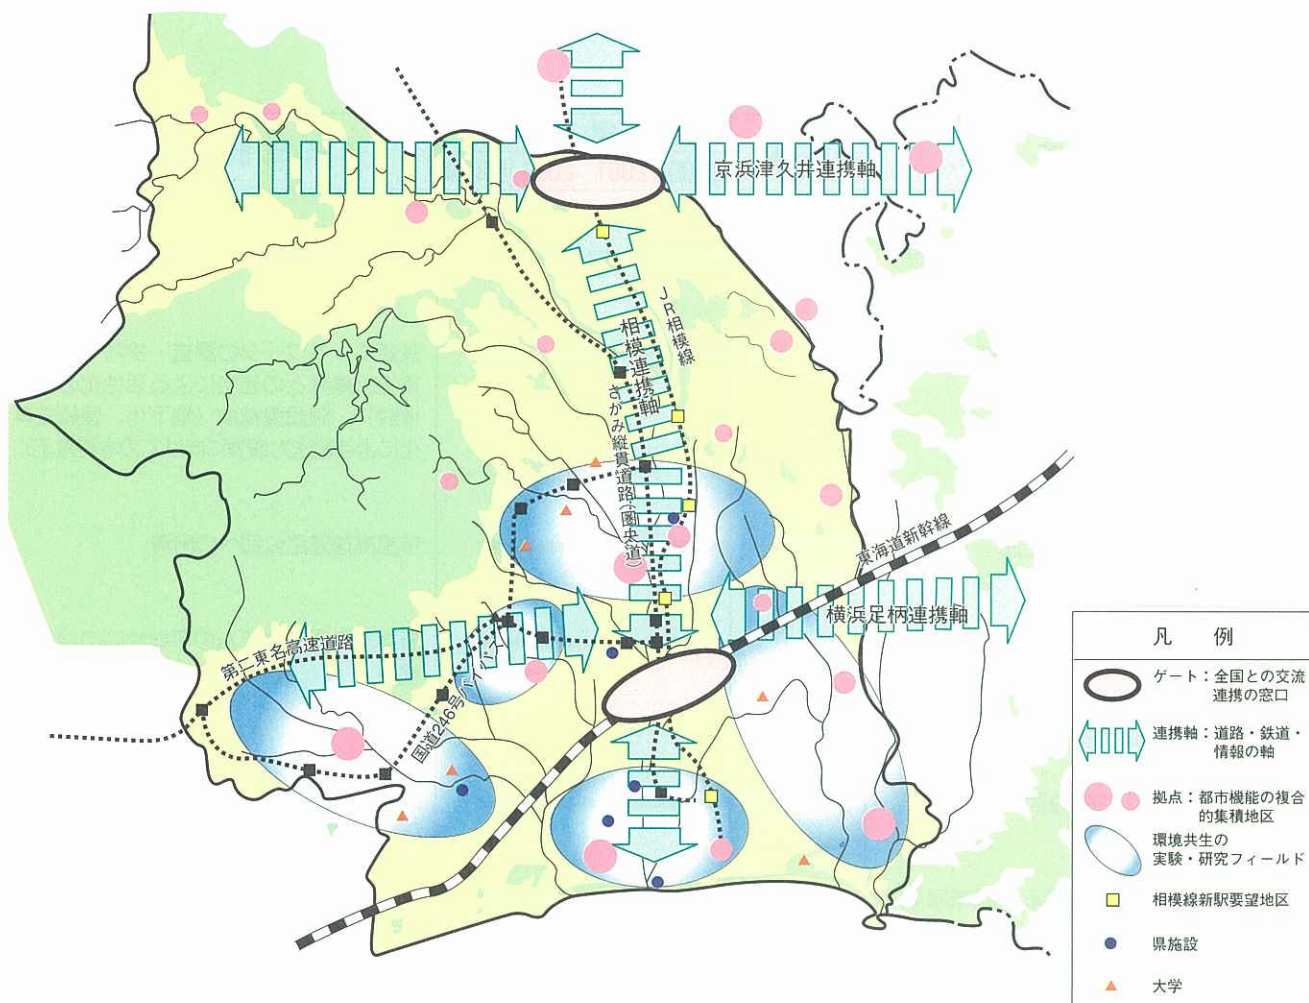 京浜津久井連携軸
JR相模線
相模連携軸
さがみ縦貫道路(圏央道)
東海道新幹線
横浜足柄連携軸
第二東名高速道路
国道246号バイパス
凡 例
ゲート:全国との交流
連携の窓口
連携軸:道路・鉄道・
情報の軸
拠点:都市機能の複合
的集積地区
環境共生の
実験・研究フィールド
相模線新駅要望地区
県施設
大学